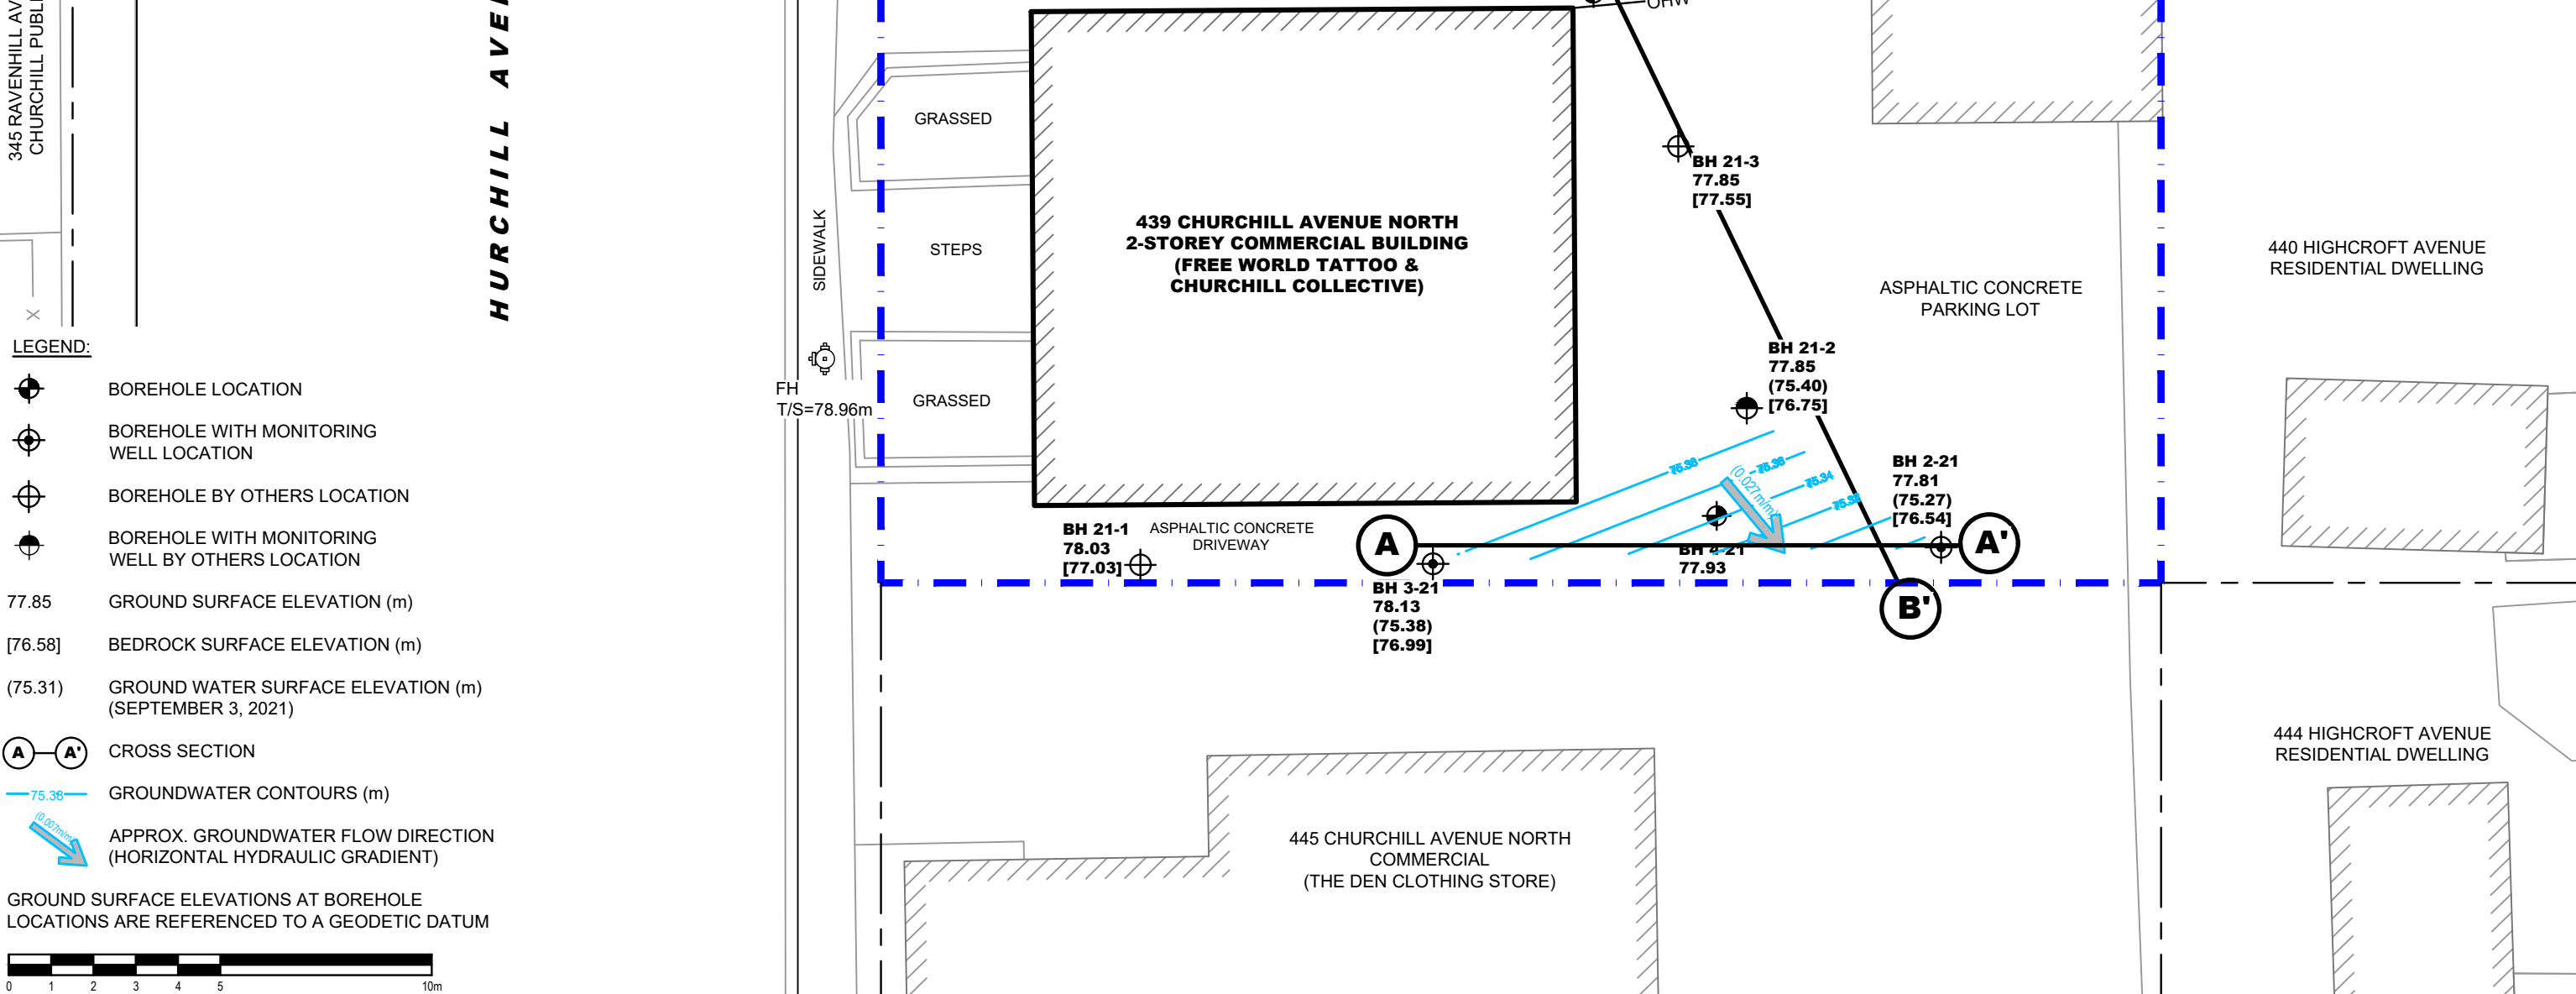 345 RAVENHILL AV
CHURCHILL PUBL
HURCHILL AVE
X
LEGEND:
BOREHOLE LOCATION
BOREHOLE WITH MONITORING
WELL LOCATION
BOREHOLE BY OTHERS LOCATION
BOREHOLE WITH MONITORING
WELL BY OTHERS LOCATION
77.85 GROUND SURFACE ELEVATION (m)
[76.58] BEDROCK SURFACE ELEVATION (m)
(75.31) GROUND WATER SURFACE ELEVATION (m)
(SEPTEMBER 3, 2021)
A A' CROSS SECTION
75.38 GROUNDWATER CONTOURS (m)
(0.007m/m)
APPROX. GROUNDWATER FLOW DIRECTION
(HORIZONTAL HYDRAULIC GRADIENT)
GROUND SURFACE ELEVATIONS AT BOREHOLE
LOCATIONS ARE REFERENCED TO A GEODETIC DATUM
0 1 2 3 4 5 10m
SIDEWALK
FH
T/S=78.96m
GRASSED
STEPS
GRASSED
439 CHURCHILL AVENUE NORTH
2-STOREY COMMERCIAL BUILDING
(FREE WORLD TATTOO &
CHURCHILL COLLECTIVE)
OHW
BH 21-3
77.85
[77.55]
ASPHALTIC CONCRETE
PARKING LOT
BH 21-2
77.85
(75.40)
[76.75]
BH 2-21
77.81
(75.27)
[76.54]
75.34
(0.027m/m)
BH 21-1
78.03
[77.03]
ASPHALTIC CONCRETE
DRIVEWAY
A
A'
BH 4-21
77.93
BH 3-21
78.13
(75.38)
[76.99]
B'
440 HIGHCROFT AVENUE
RESIDENTIAL DWELLING
444 HIGHCROFT AVENUE
RESIDENTIAL DWELLING
445 CHURCHILL AVENUE NORTH
COMMERCIAL
(THE DEN CLOTHING STORE)